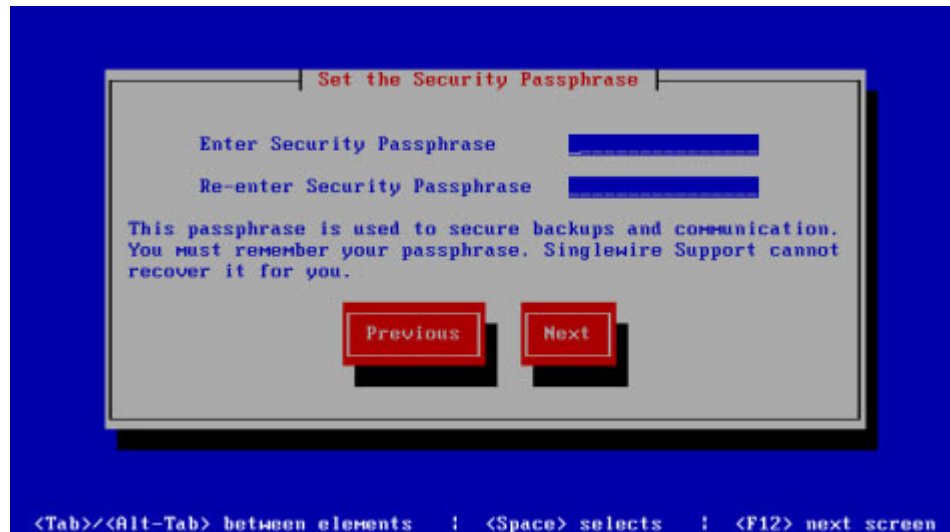 Set the Security Passphrase
Enter Security Passphrase
Re-enter Security Passphrase
This passphrase is used to secure backups and communication.
You must remember your passphrase. Singlewire Support cannot
recover it for you.
Previous Next
<Tab>/<Alt-Tab> between elements ¦ <Space> selects ¦ <F12> next screen